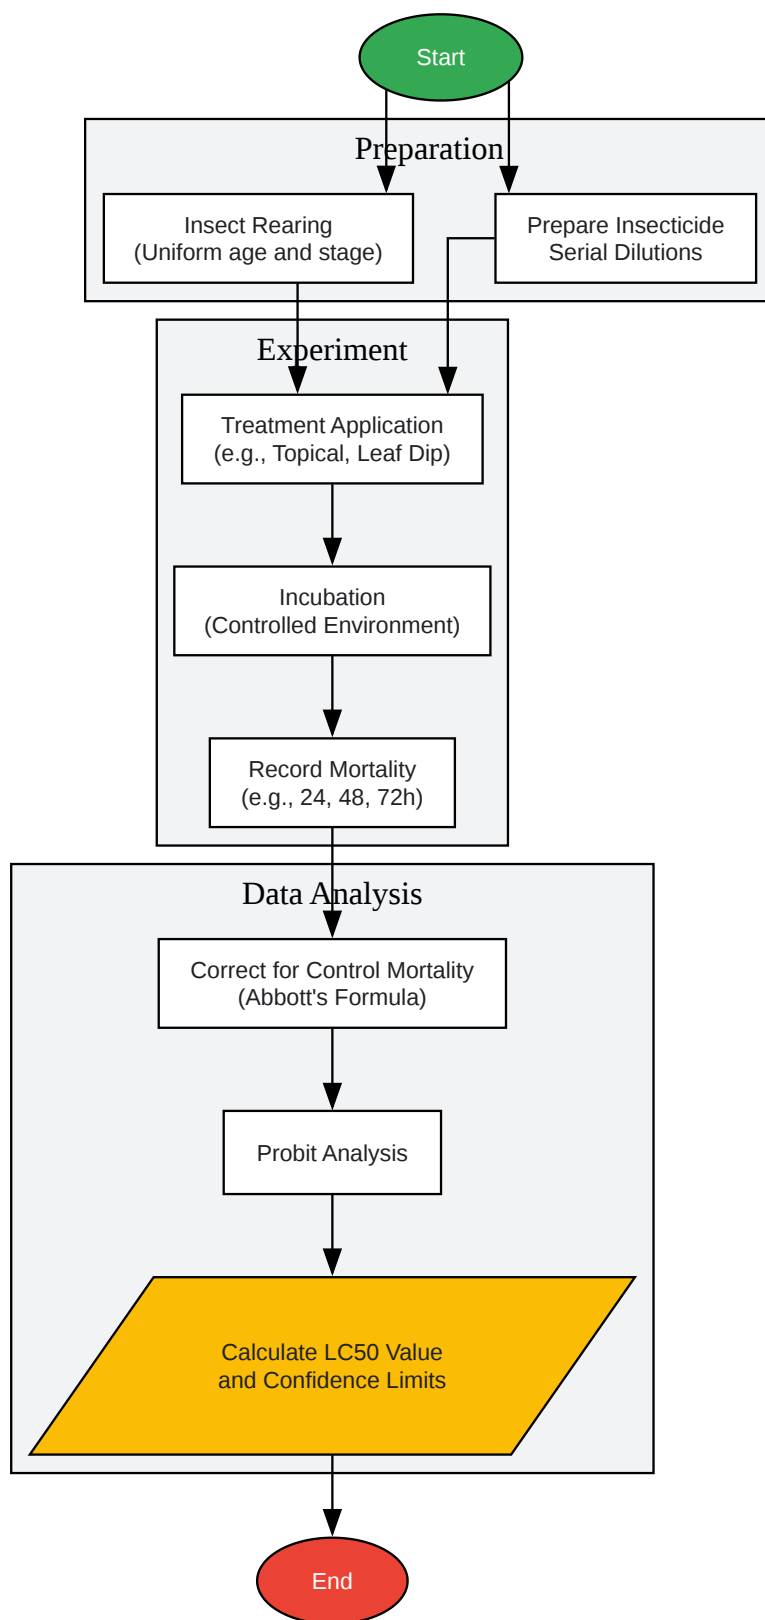 Start
Preparation
Insect Rearing
(Uniform age and stage)
Prepare Insecticide
Serial Dilutions
Experiment
Treatment Application
(e.g., Topical, Leaf Dip)
Incubation
(Controlled Environment)
Record Mortality
(e.g., 24, 48, 72h)
Data Analysis
Correct for Control Mortality
(Abbott's Formula)
Probit Analysis
Calculate LC50 Value
and Confidence Limits
End